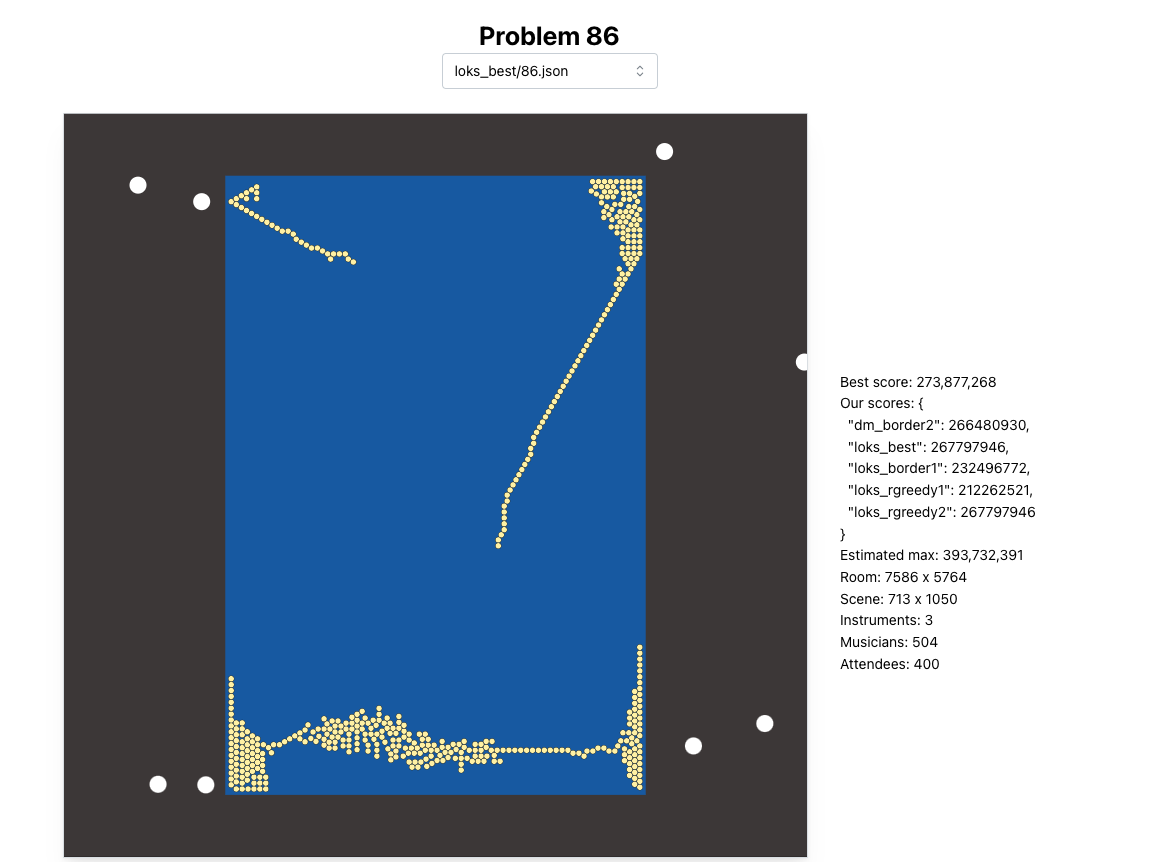 Problem 86
loks_best/86.json
Best score: 273,877,268
Our scores: {
"dm_border2": 266480930,
"loks_best": 267797946,
"loks_border1": 232496772,
"loks_rgreedy1": 212262521,
"loks_rgreedy2": 267797946
}
Estimated max: 393,732,391
Room: 7586 x 5764
Scene: 713 x 1050
Instruments: 3
Musicians: 504
Attendees: 400